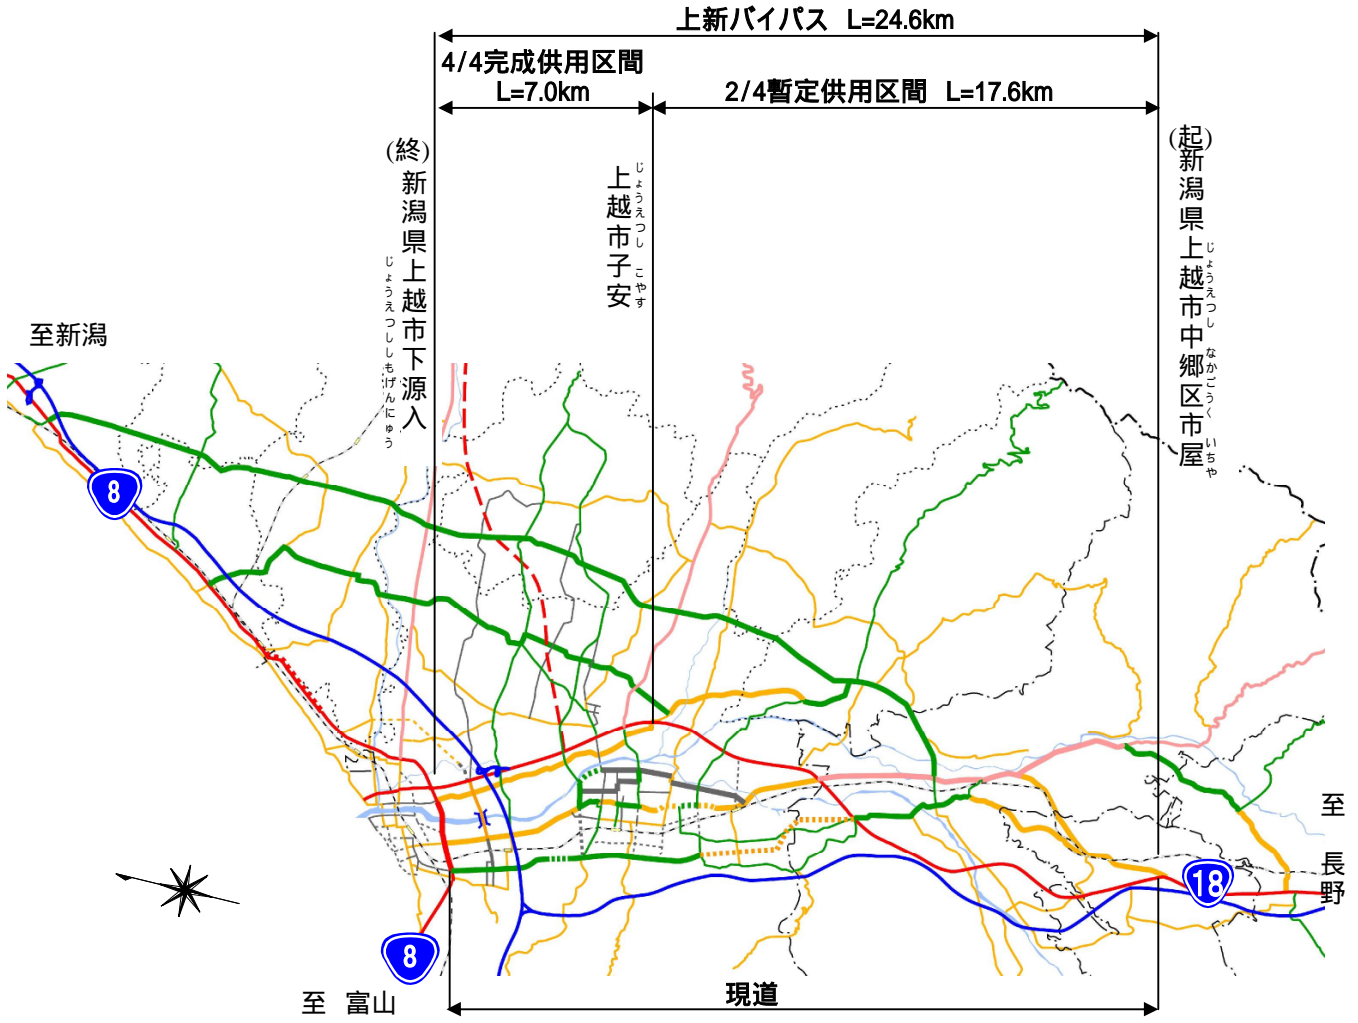 上新バイパス L=24.6km
4/4完成供用区間
L=7.0km
2/4暫定供用区間 L=17.6km
(終)
新潟県上越市下源入
じょうえつししもげんにゅう
上越市子安
じょうえつし こやす
(起)
新潟県上越市中郷区市屋
じょうえつし なかごうく いちや
至新潟
8
18
至
長
野
8
至 富山
現道